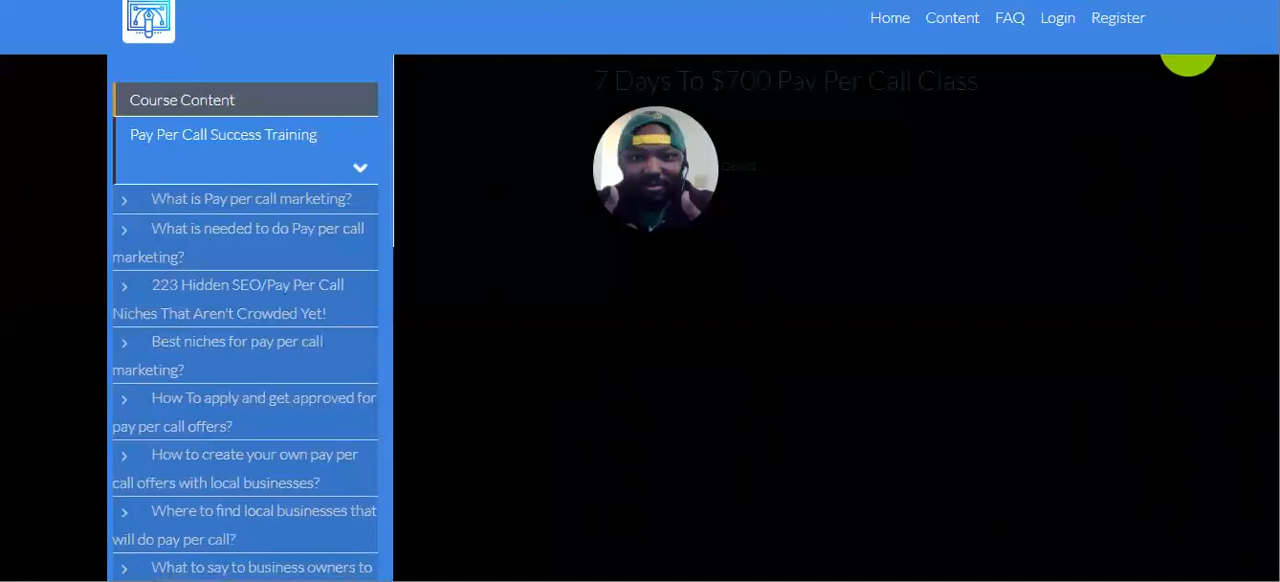 Home Content FAQ Login Register
7 Days To $700 Pay Per Call Class
Course Content
Pay Per Call Success Training
What is Pay per call marketing?
What is needed to do Pay per call
marketing?
223 Hidden SEO/Pay Per Call
Niches That Aren't Crowded Yet!
Best niches for pay per call
marketing?
How To apply and get approved for
pay per call offers?
How to create your own pay per
call offers with local businesses?
Where to find local businesses that
will do pay per call?
What to say to business owners to